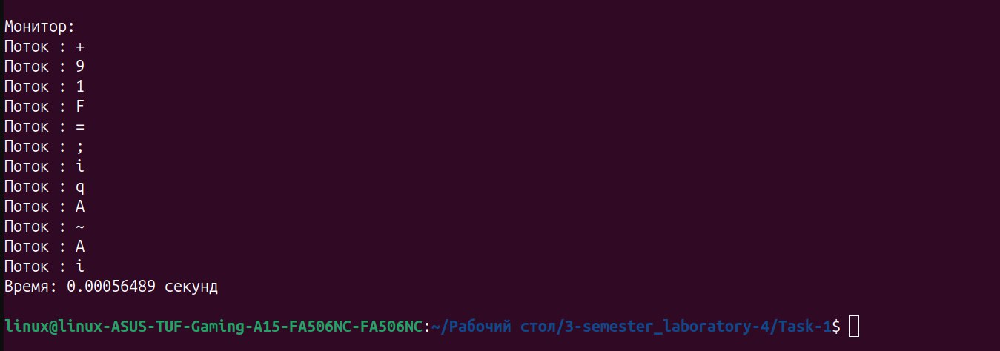 Монитор:
Поток : +
Поток : 9
Поток : 1
Поток : F
Поток : =
Поток : ;
Поток : i
Поток : q
Поток : A
Поток : ~
Поток : A
Поток : i
Время: 0.00056489 секунд
linux@linux-ASUS-TUF-Gaming-A15-FA506NC-FA506NC:~/Рабочий стол/3-semester_laboratory-4/Task-1$